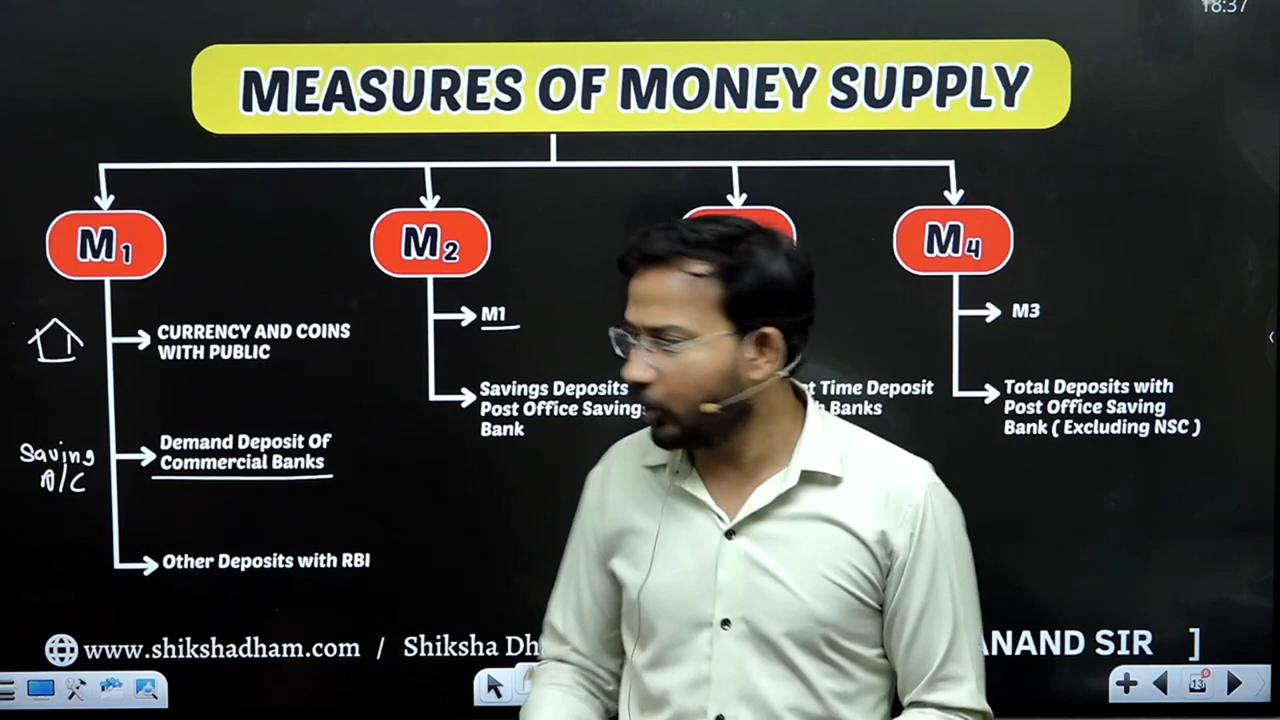 18:37
MEASURES OF MONEY SUPPLY
M1
M2
M4
CURRENCY AND COINS
WITH PUBLIC
Saving
A/C
Demand Deposit Of
Commercial Banks
Other Deposits with RBI
M1
Savings Deposits
Post Office Saving
Bank
Time Deposit
Banks
M3
Total Deposits with
Post Office Saving
Bank ( Excluding NSC )
www.shikshadham.com / Shiksha
ANAND SIR ]
13